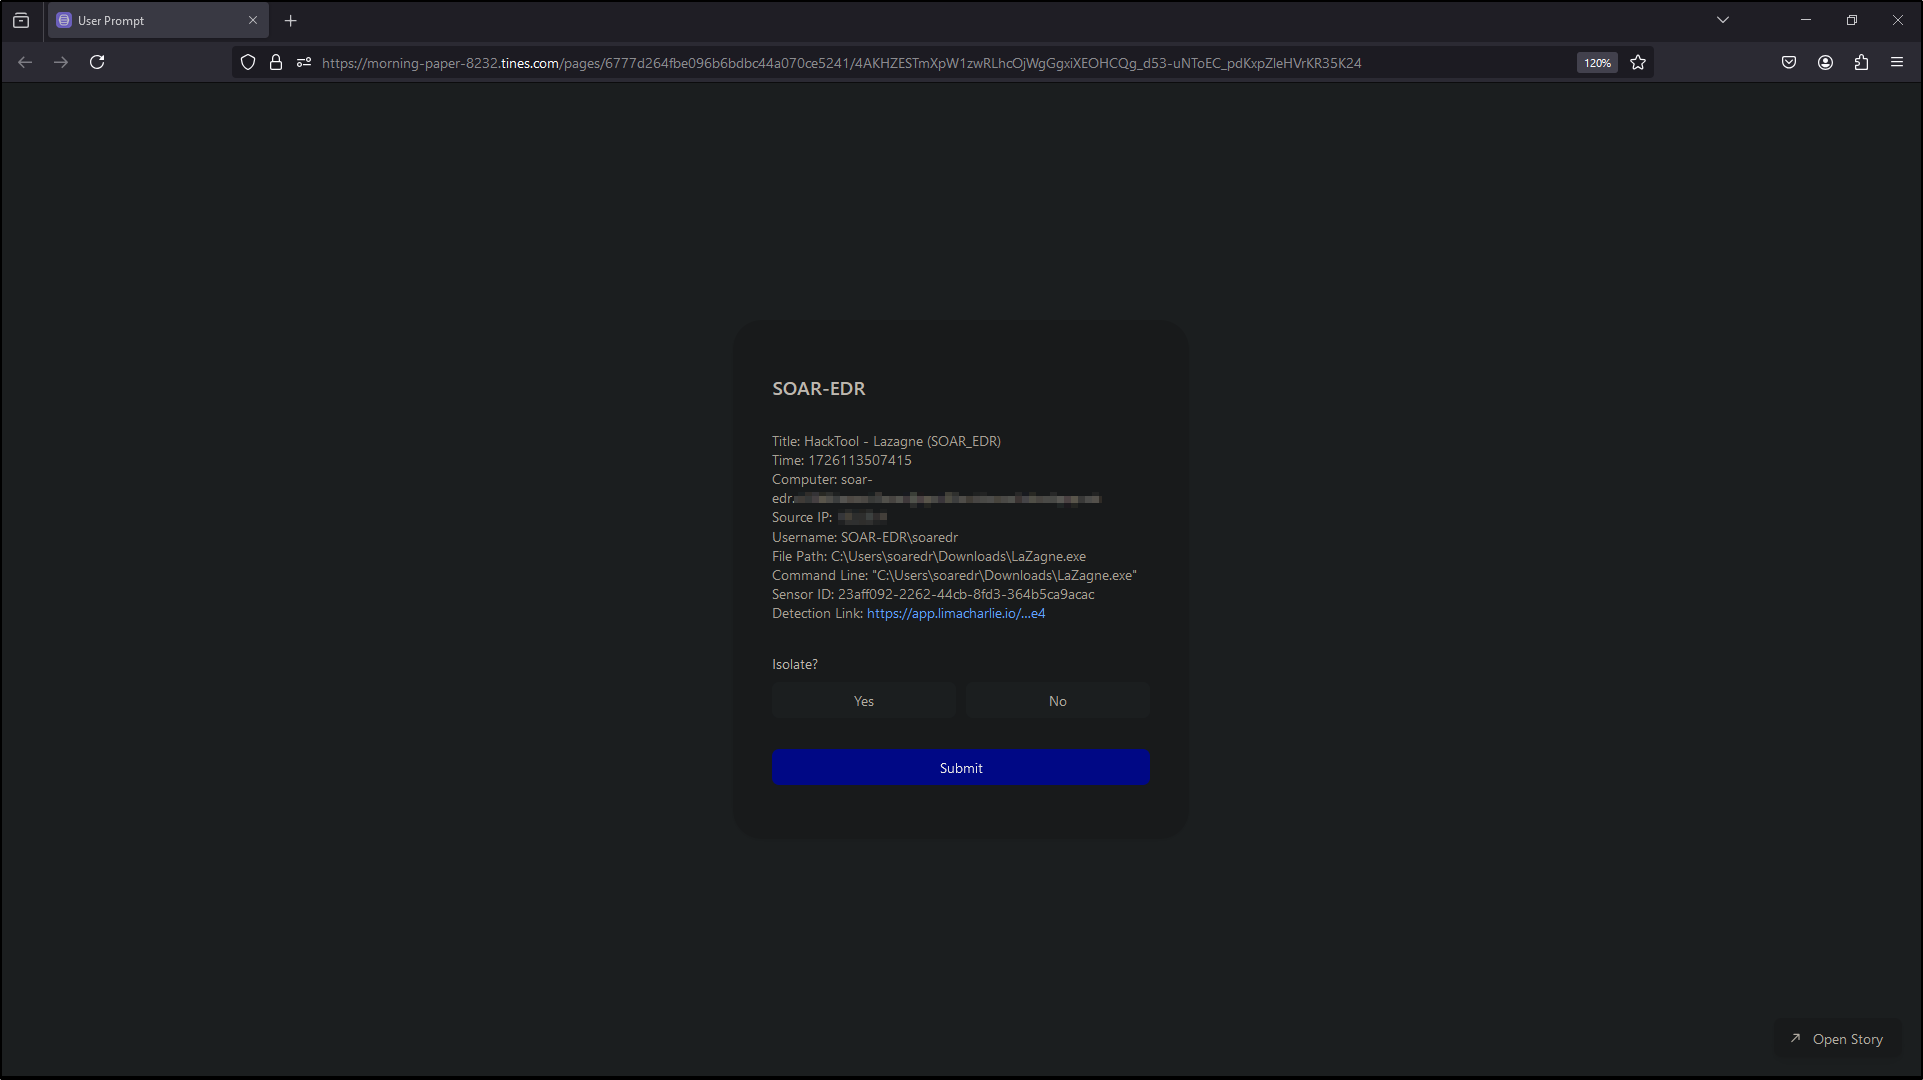 User Prompt
https://morning-paper-8232.tines.com/pages/6777d264fbe096b6bdbc44a070ce5241/4AKHZESTmXpW1zwRLhcOjWgGgxiXEOHCQg_d53-uNToEC_pdKxpZleHVrKR35K24
120%
SOAR-EDR
Title: HackTool - Lazagne (SOAR_EDR)
Time: 1726113507415
Computer: soar-
edr.
Source IP:
Username: SOAR-EDR\soaredr
File Path: C:\Users\soaredr\Downloads\LaZagne.exe
Command Line: "C:\Users\soaredr\Downloads\LaZagne.exe"
Sensor ID: 23aff092-2262-44cb-8fd3-364b5ca9acac
Detection Link: https://app.limacharlie.io/...e4
Isolate?
Yes No
Submit
Open Story